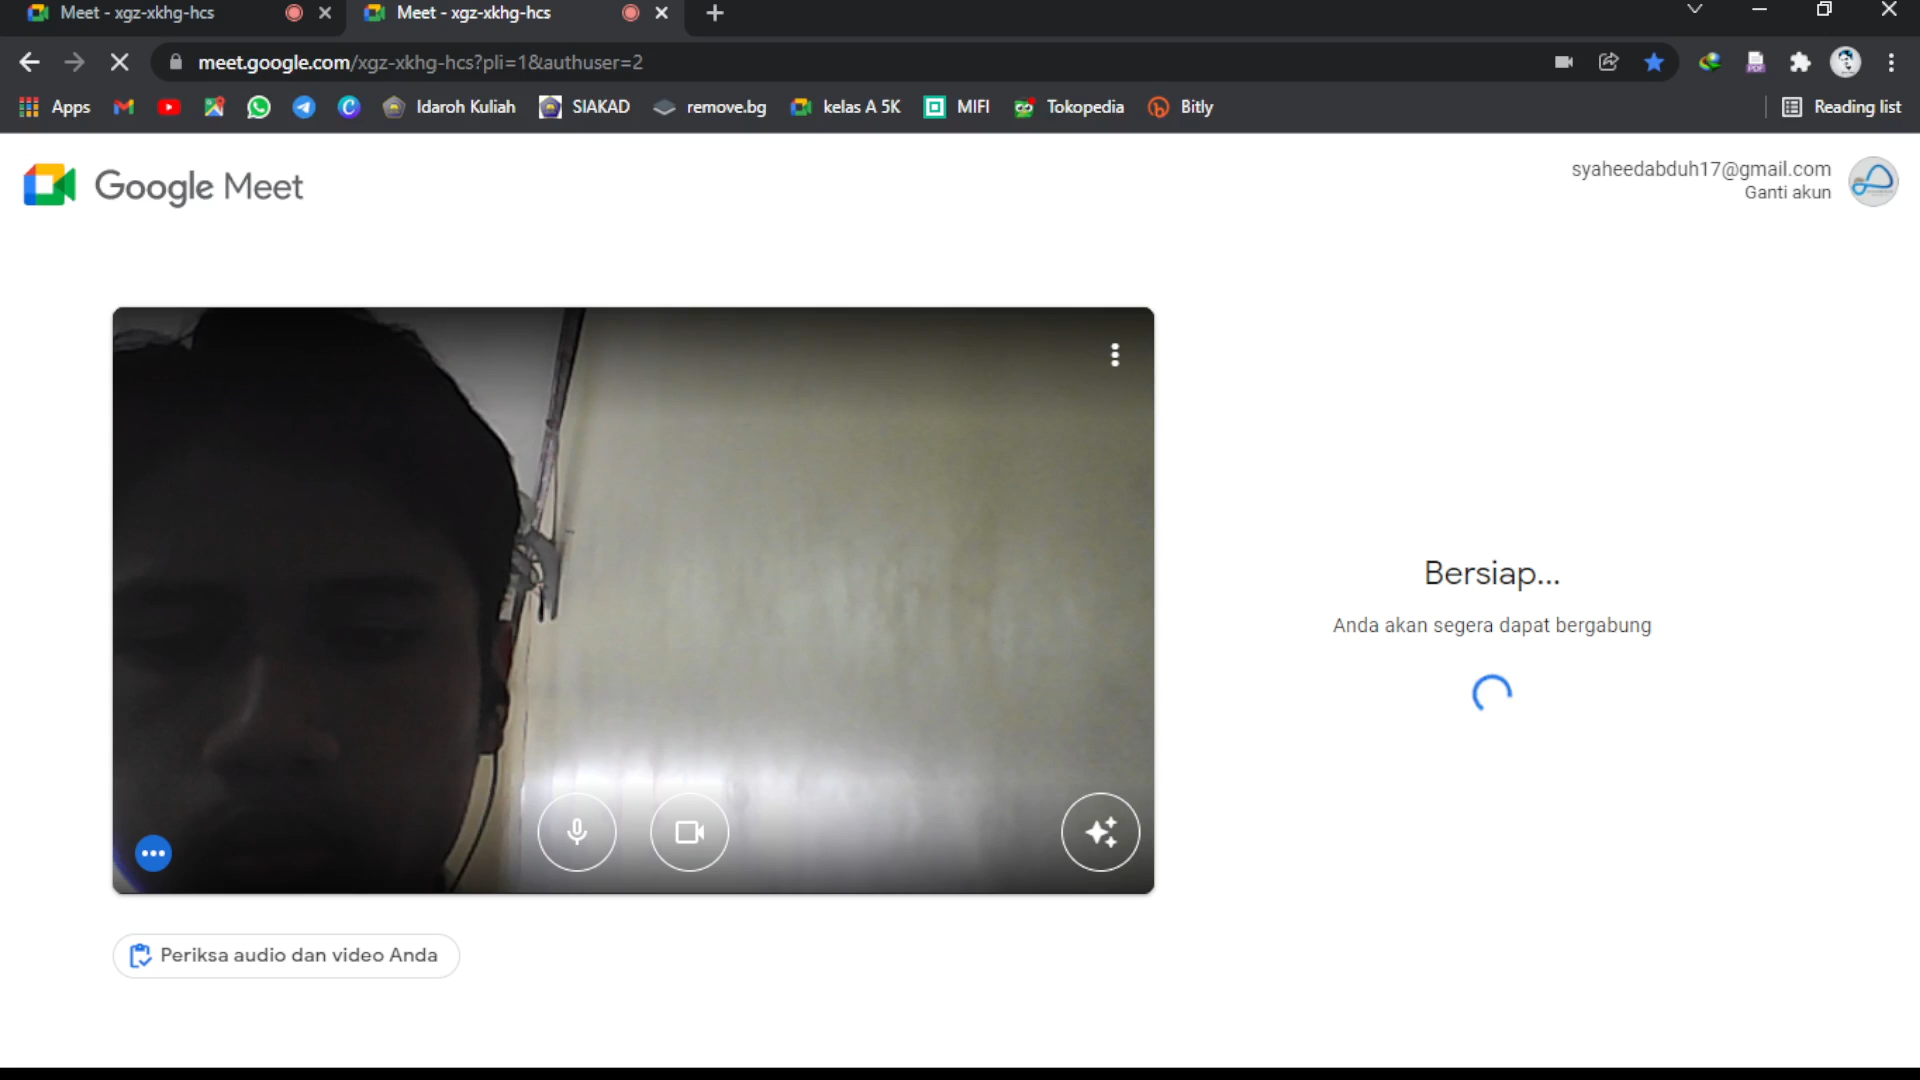 Meet - xgz-xkhg-hcs
Meet - xgz-xkhg-hcs
meet.google.com/xgz-xkhg-hcs?pli=1&authuser=2
Apps
Idaroh Kuliah
SIAKAD
remove.bg
kelas A 5K
MIFI
Tokopedia
Bitly
Reading list
Google Meet
syaheedabduh17@gmail.com
Ganti akun
Bersiap...
Anda akan segera dapat bergabung
Periksa audio dan video Anda